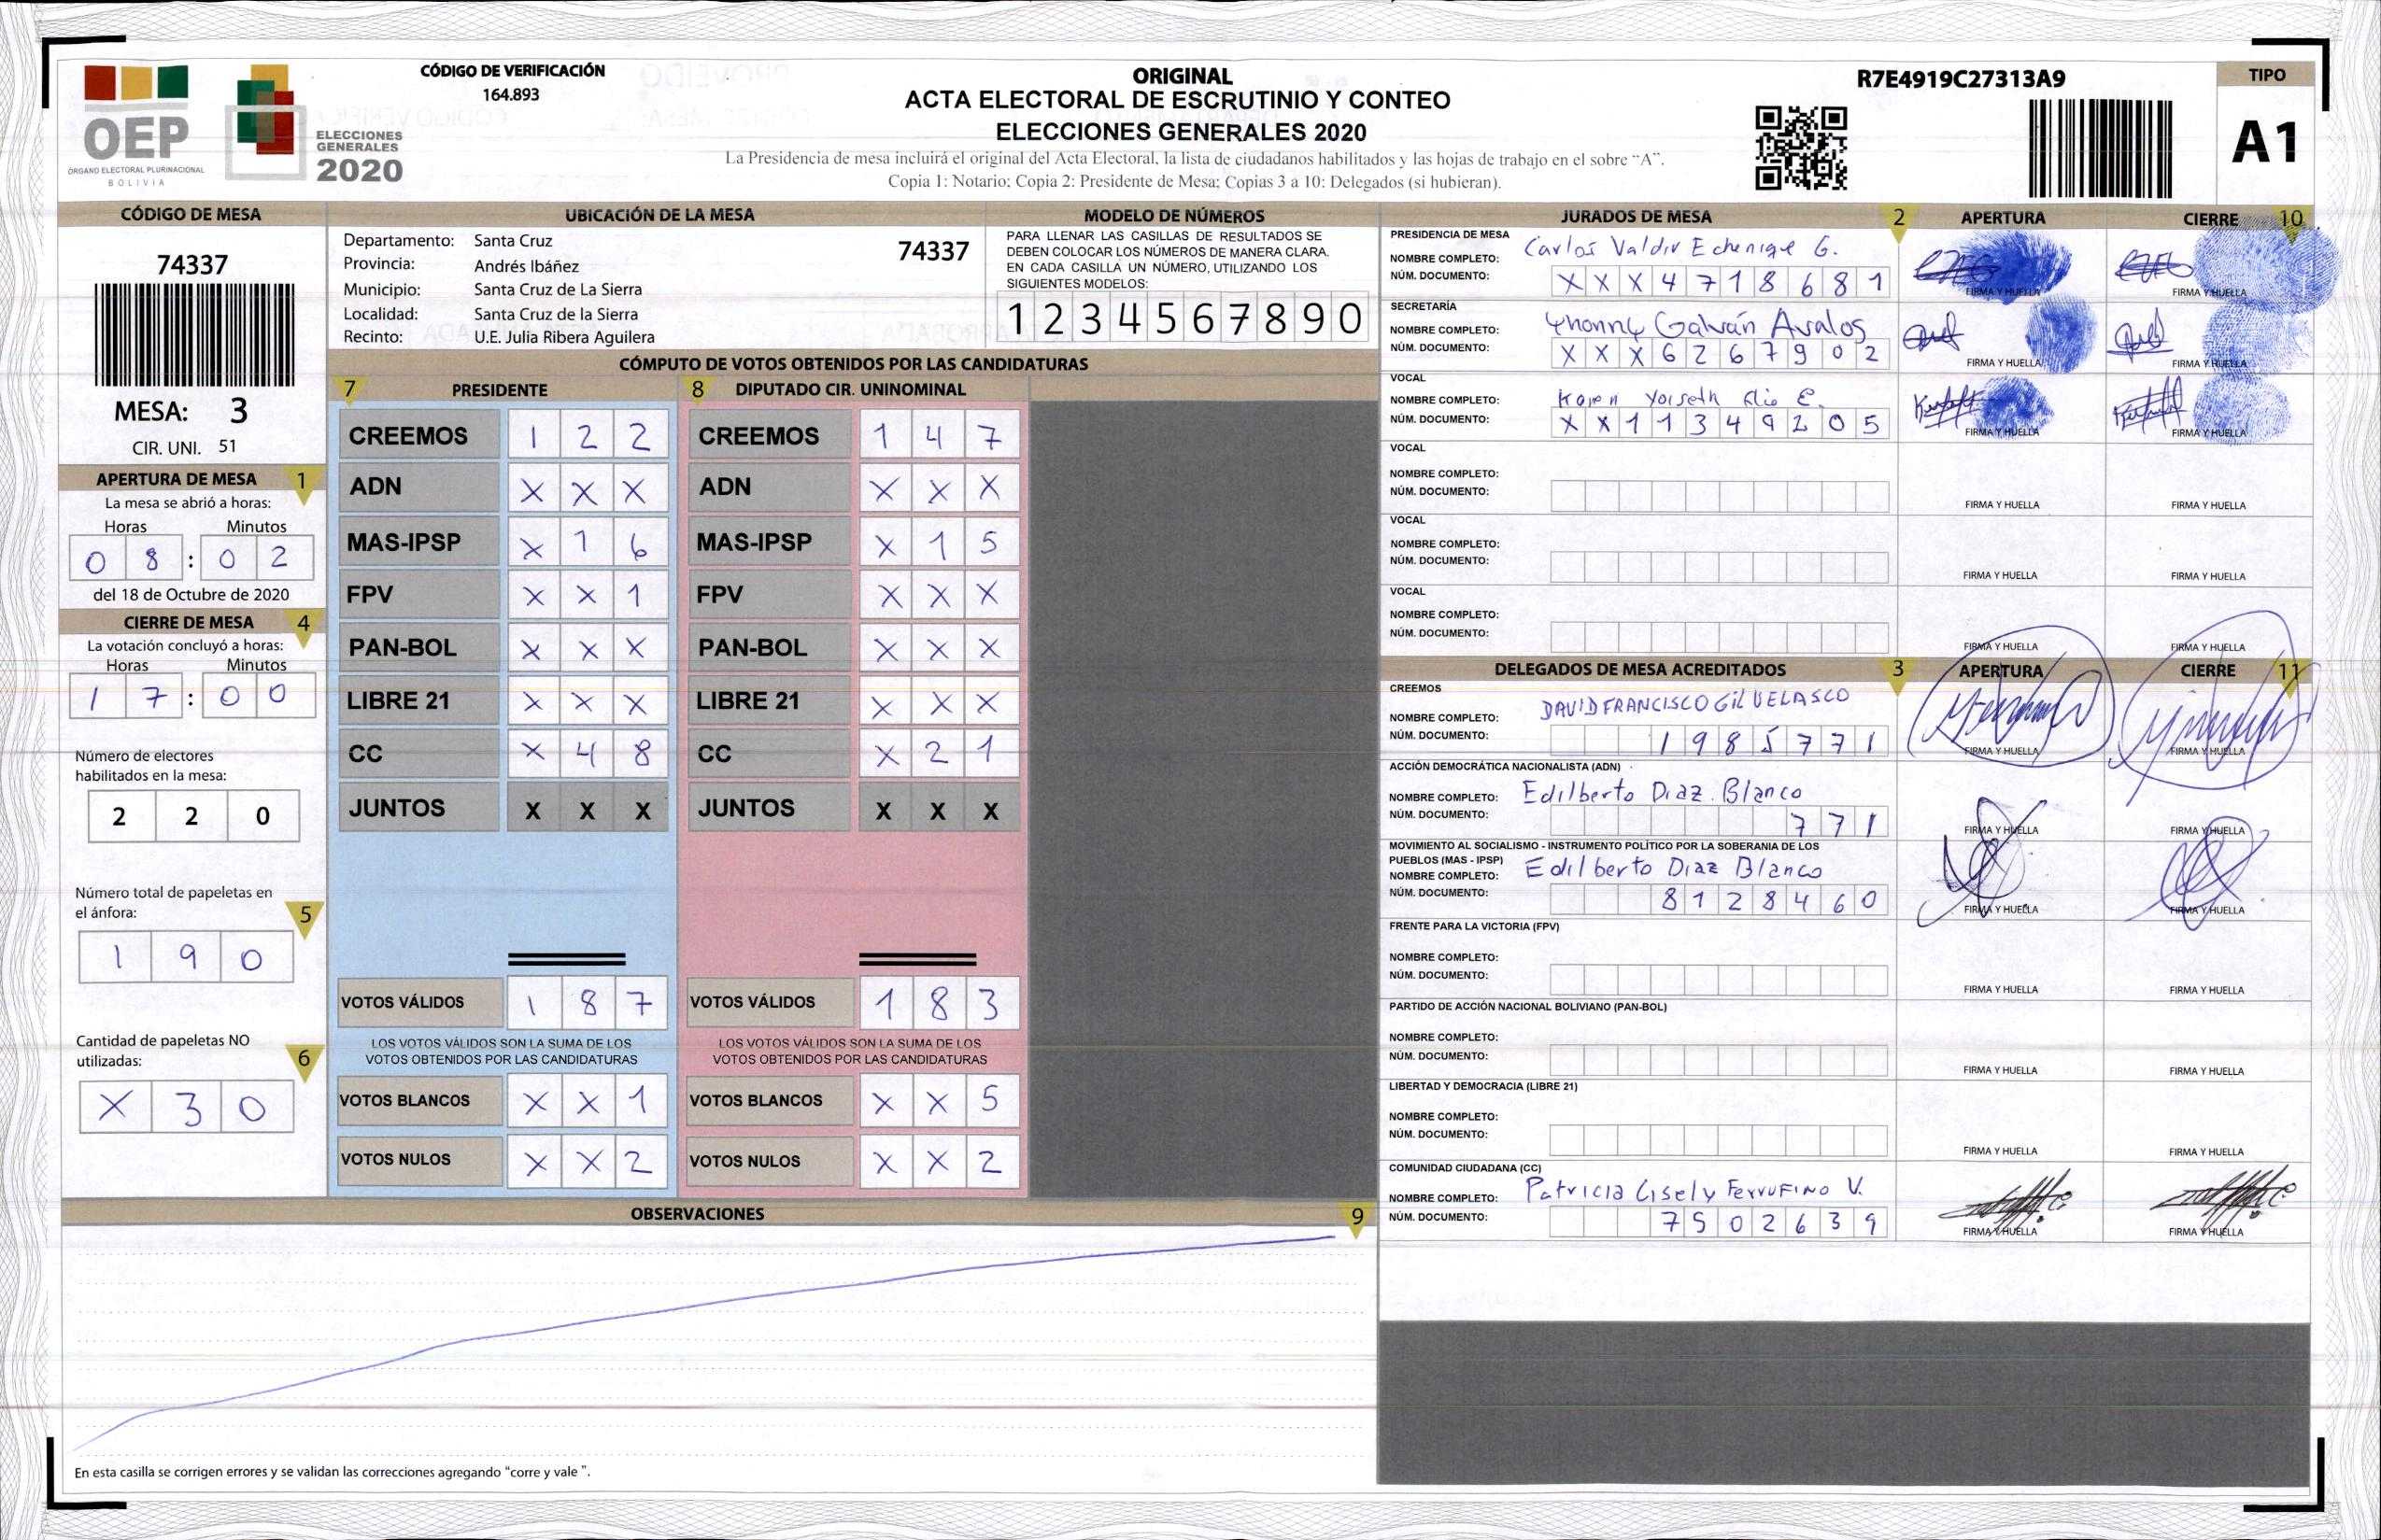 CÓDIGO DE VERIFICACIÓN
164.893
OEP
ÓRGANO ELECTORAL PLURINACIONAL
BOLIVIA
ELECCIONES
GENERALES
2020
ORIGINAL
ACTA ELECTORAL DE ESCRUTINIO Y CONTEO
ELECCIONES GENERALES 2020
La Presidencia de mesa incluirá el original del Acta Electoral, la lista de ciudadanos habilitados y las hojas de trabajo en el sobre "A".
Copia 1: Notario; Copia 2: Presidente de Mesa; Copias 3 a 10: Delegados (si hubieran).
R7E4919C27313A9
TIPO
A1
CÓDIGO DE MESA
74337
MESA: 3
CIR. UNI. 51
APERTURA DE MESA 1
La mesa se abrió a horas:
Horas Minutos
0 8 : 0 2
del 18 de Octubre de 2020
CIERRE DE MESA 4
La votación concluyó a horas:
Horas Minutos
1 7 : 0 0
Número de electores
habilitados en la mesa:
2 2 0
Número total de papeletas en
el ánfora: 5
1 9 0
Cantidad de papeletas NO
utilizadas: 6
X 3 0
UBICACIÓN DE LA MESA
Departamento: Santa Cruz 74337
Provincia: Andrés Ibáñez
Municipio: Santa Cruz de La Sierra
Localidad: Santa Cruz de la Sierra
Recinto: U.E. Julia Ribera Aguilera
MODELO DE NÚMEROS
PARA LLENAR LAS CASILLAS DE RESULTADOS SE
DEBEN COLOCAR LOS NÚMEROS DE MANERA CLARA.
EN CADA CASILLA UN NÚMERO, UTILIZANDO LOS
SIGUIENTES MODELOS:
1 2 3 4 5 6 7 8 9 0
CÓMPUTO DE VOTOS OBTENIDOS POR LAS CANDIDATURAS
7 PRESIDENTE
CREEMOS 1 2 2
ADN X X X
MAS-IPSP X 1 6
FPV X X 1
PAN-BOL X X X
LIBRE 21 X X X
CC X 4 8
JUNTOS X X X
VOTOS VÁLIDOS 1 8 7
LOS VOTOS VÁLIDOS SON LA SUMA DE LOS
VOTOS OBTENIDOS POR LAS CANDIDATURAS
VOTOS BLANCOS X X 1
VOTOS NULOS X X 2
8 DIPUTADO CIR. UNINOMINAL
CREEMOS 1 4 7
ADN X X X
MAS-IPSP X 1 5
FPV X X X
PAN-BOL X X X
LIBRE 21 X X X
CC X 2 1
JUNTOS X X X
VOTOS VÁLIDOS 1 8 3
LOS VOTOS VÁLIDOS SON LA SUMA DE LOS
VOTOS OBTENIDOS POR LAS CANDIDATURAS
VOTOS BLANCOS X X 5
VOTOS NULOS X X 2
OBSERVACIONES 9
En esta casilla se corrigen errores y se validan las correcciones agregando "corre y vale".
JURADOS DE MESA 2 APERTURA CIERRE 10
PRESIDENCIA DE MESA
NOMBRE COMPLETO: Carlos Valdir Echenique G.
NÚM. DOCUMENTO: X X X 4 7 1 8 6 8 1
FIRMA Y HUELLA FIRMA Y HUELLA
SECRETARÍA
NOMBRE COMPLETO: Yhonny Galván Avalos
NÚM. DOCUMENTO: X X X 6 2 6 7 9 0 2
FIRMA Y HUELLA FIRMA Y HUELLA
VOCAL
NOMBRE COMPLETO: Yoiseth E.
NÚM. DOCUMENTO: X X 1 1 3 4 9 2 0 5
FIRMA Y HUELLA FIRMA Y HUELLA
VOCAL
NOMBRE COMPLETO:
NÚM. DOCUMENTO:
FIRMA Y HUELLA FIRMA Y HUELLA
VOCAL
NOMBRE COMPLETO:
NÚM. DOCUMENTO:
FIRMA Y HUELLA FIRMA Y HUELLA
VOCAL
NOMBRE COMPLETO:
NÚM. DOCUMENTO:
FIRMA Y HUELLA FIRMA Y HUELLA
DELEGADOS DE MESA ACREDITADOS 3 APERTURA CIERRE 11
CREEMOS
NOMBRE COMPLETO: DAVID FRANCISCO GIL VELASCO
NÚM. DOCUMENTO: 1 9 8 5 7 7 1
FIRMA Y HUELLA FIRMA Y HUELLA
ACCIÓN DEMOCRÁTICA NACIONALISTA (ADN)
NOMBRE COMPLETO: Edilberto Diaz Blanco
NÚM. DOCUMENTO: 7 7 1
FIRMA Y HUELLA FIRMA Y HUELLA
MOVIMIENTO AL SOCIALISMO - INSTRUMENTO POLÍTICO POR LA SOBERANIA DE LOS
PUEBLOS (MAS - IPSP)
NOMBRE COMPLETO: Edilberto Diaz Blanco
NÚM. DOCUMENTO: 8 1 2 8 4 6 0
FIRMA Y HUELLA FIRMA Y HUELLA
FRENTE PARA LA VICTORIA (FPV)
NOMBRE COMPLETO:
NÚM. DOCUMENTO:
FIRMA Y HUELLA FIRMA Y HUELLA
PARTIDO DE ACCIÓN NACIONAL BOLIVIANO (PAN-BOL)
NOMBRE COMPLETO:
NÚM. DOCUMENTO:
FIRMA Y HUELLA FIRMA Y HUELLA
LIBERTAD Y DEMOCRACIA (LIBRE 21)
NOMBRE COMPLETO:
NÚM. DOCUMENTO:
FIRMA Y HUELLA FIRMA Y HUELLA
COMUNIDAD CIUDADANA (CC)
NOMBRE COMPLETO: Patricia Gisely Ferrufino V.
NÚM. DOCUMENTO: 7 5 0 2 6 3 9
FIRMA Y HUELLA FIRMA Y HUELLA